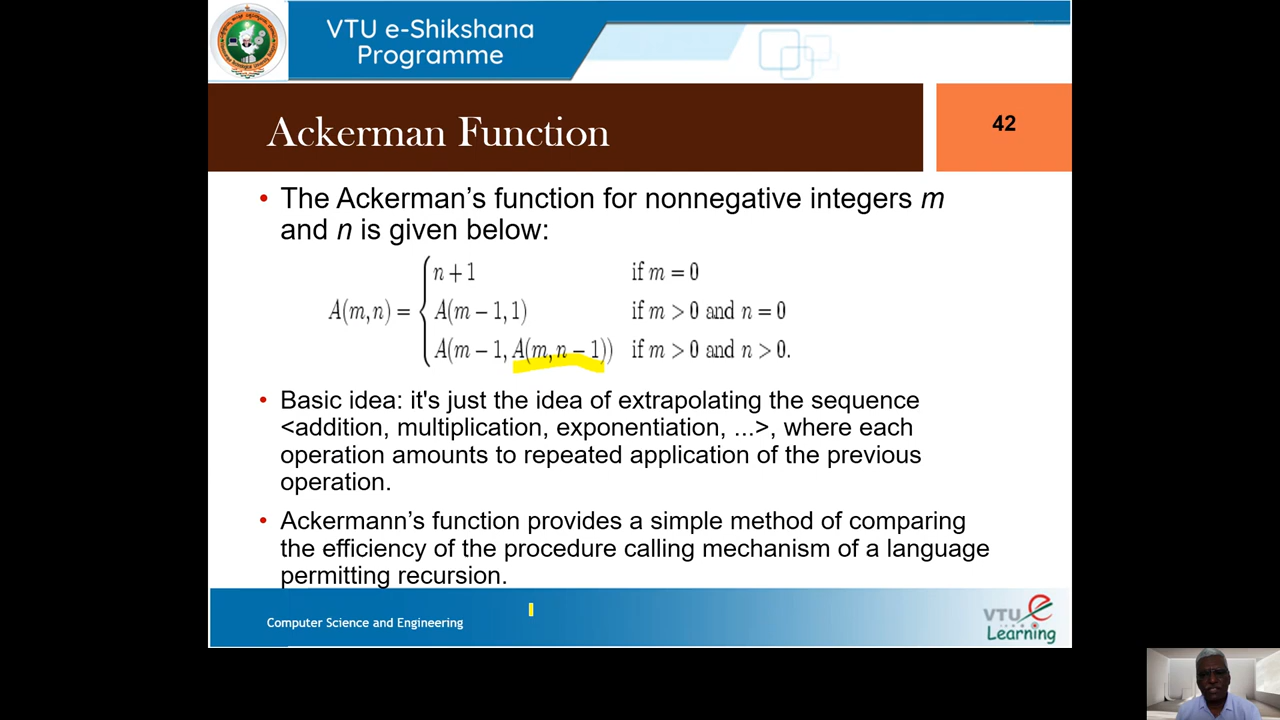 VTU e-Shikshana
Programme
Ackerman Function
42
• The Ackerman’s function for nonnegative integers m
and n is given below:
n + 1 if m = 0
A(m, n) = { A(m − 1, 1) if m > 0 and n = 0
A(m − 1, A(m, n − 1)) if m > 0 and n > 0.
• Basic idea: it's just the idea of extrapolating the sequence
<addition, multiplication, exponentiation, ...>, where each
operation amounts to repeated application of the previous
operation.
• Ackermann’s function provides a simple method of comparing
the efficiency of the procedure calling mechanism of a language
permitting recursion.
Computer Science and Engineering
VTU e
Learning